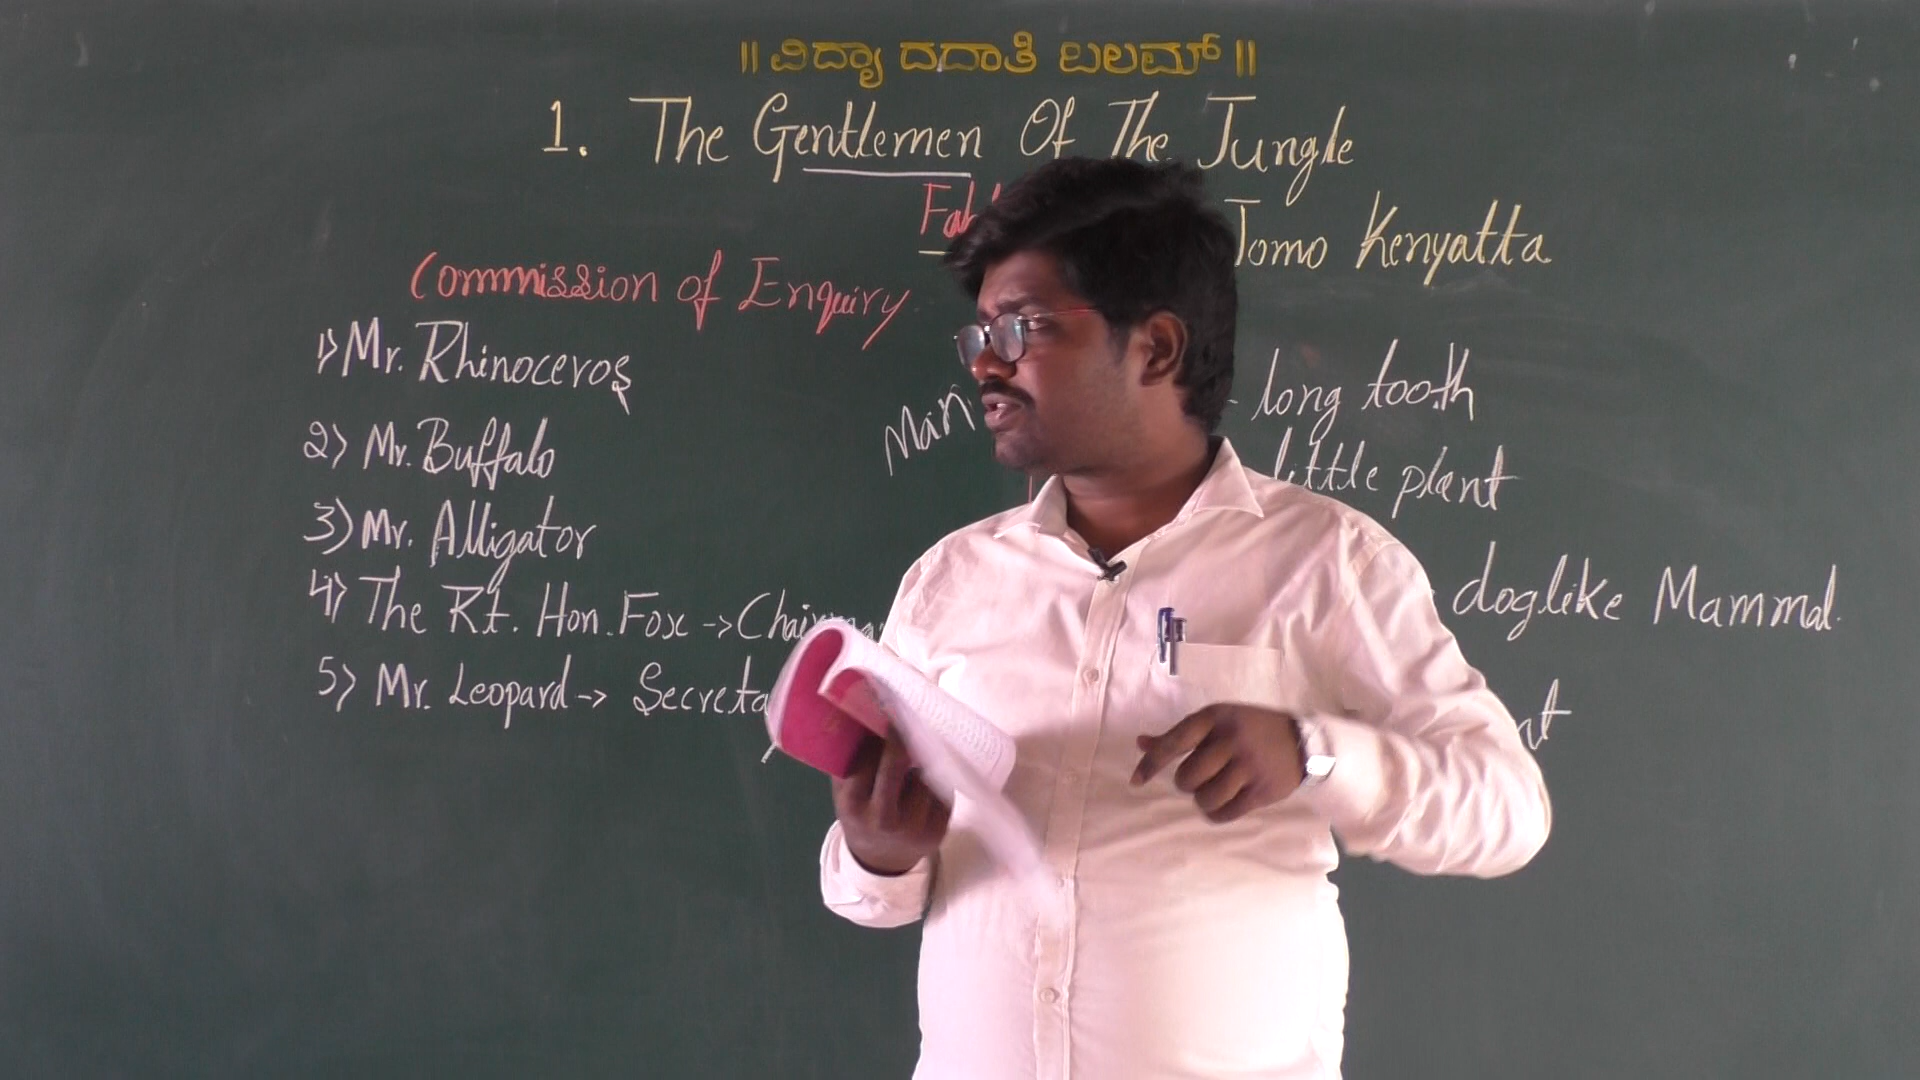 ॥ ವಿದ್ಯಾ ದದಾತಿ ಬಲಮ್ ॥
1. The Gentlemen Of The Jungle
Jomo Kenyatta
Commission of Enquiry
1) Mr. Rhinoceros
- long tooth
2) Mr. Buffalo
little plant
3) Mr. Alligator
- doglike Mammal.
4) The Rt. Hon. Fox ->
5) Mr. Leopard ->